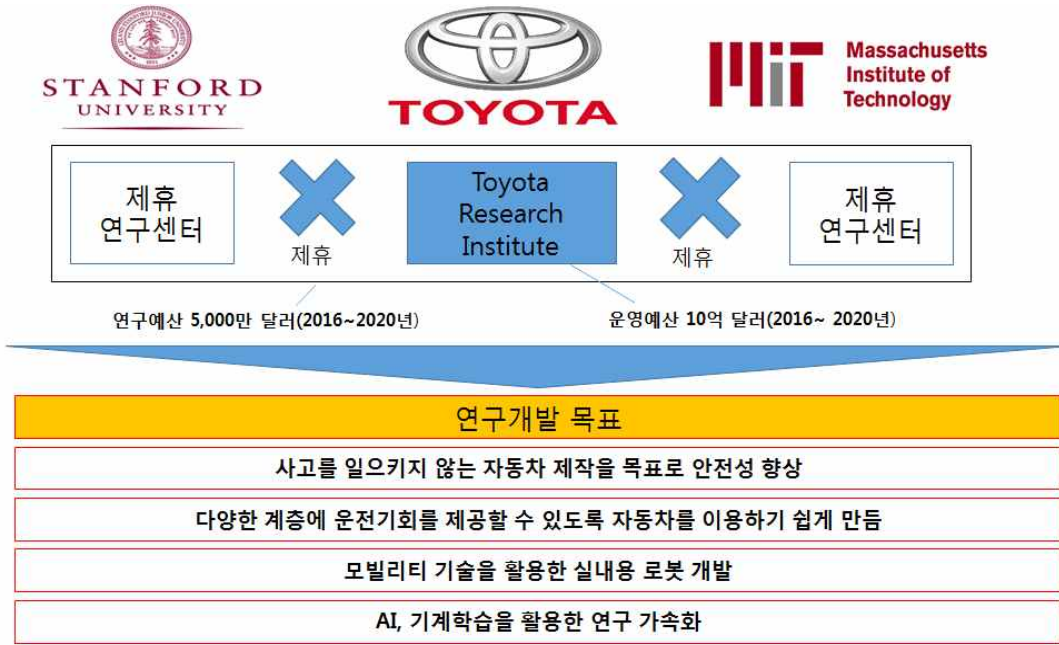 STANFORD
UNIVERSITY
TOYOTA
MIT
Massachusetts
Institute of
Technology
제휴
연구센터
제휴
Toyota
Research
Institute
제휴
제휴
연구센터
연구예산 5,000만 달러(2016~2020년)
운영예산 10억 달러(2016~ 2020년)
연구개발 목표
사고를 일으키지 않는 자동차 제작을 목표로 안전성 향상
다양한 계층에 운전기회를 제공할 수 있도록 자동차를 이용하기 쉽게 만듬
모빌리티 기술을 활용한 실내용 로봇 개발
AI, 기계학습을 활용한 연구 가속화